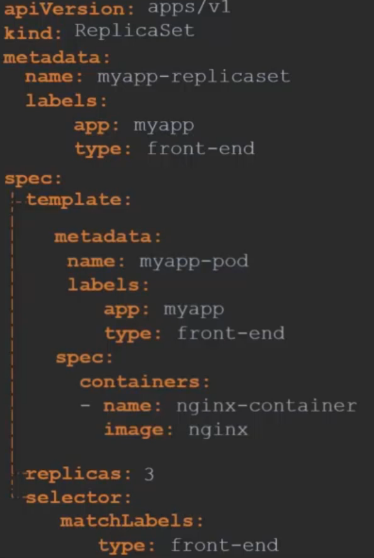 apiVersion: apps/v1
kind: ReplicaSet
metadata:
  name: myapp-replicaset
  labels:
      app: myapp
      type: front-end
spec:
  template:
    metadata:
      name: myapp-pod
      labels:
         app: myapp
         type: front-end
    spec:
      containers:
      - name: nginx-container
        image: nginx
  replicas: 3
  selector:
     matchLabels:
        type: front-end